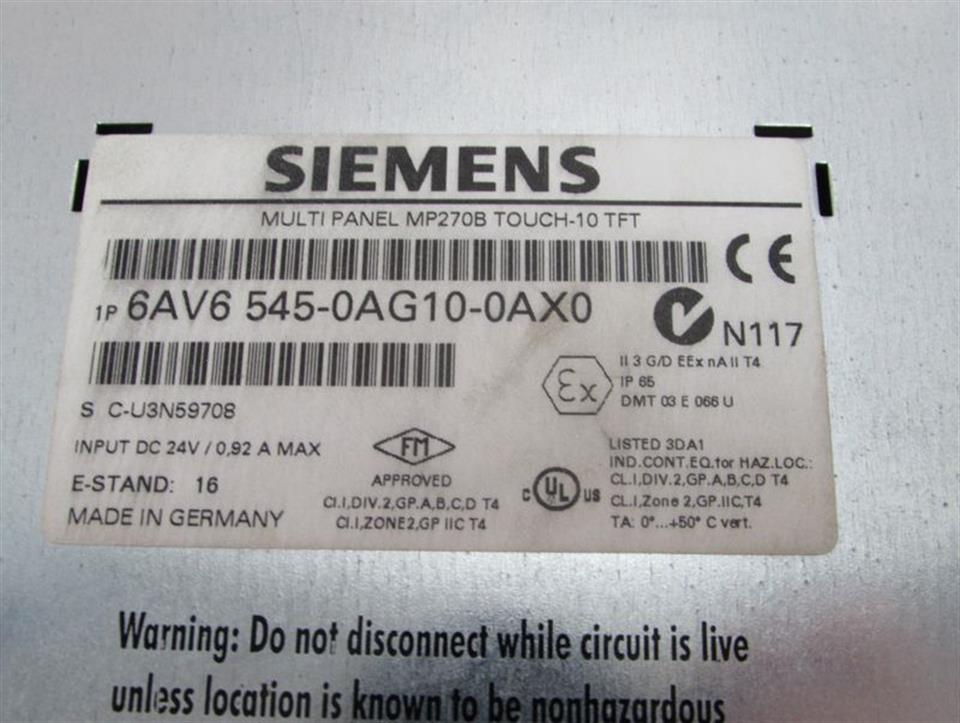 SIEMENS
MULTI PANEL MP270B TOUCH-10 TFT
CE
1P 6AV6 545-0AG10-0AX0
N117
S C-U3N59708
Ex
II 3 G/D EEx nA II T4
IP 65
DMT 03 E 066 U
INPUT DC 24V / 0,92 A MAX
E-STAND: 16
MADE IN GERMANY
FM
APPROVED
CL.I,DIV.2,GP.A,B,C,D T4
CL.I,ZONE2,GP IIC T4
c UL us
LISTED 3DA1
IND.CONT.EQ.for HAZ.LOC.:
CL.I,DIV.2,GP.A,B,C,D T4
CL.I,Zone 2,GP.IIC,T4
TA: 0°...+50° C vert.
Warning: Do not disconnect while circuit is live
unless location is known to be nonhazardous